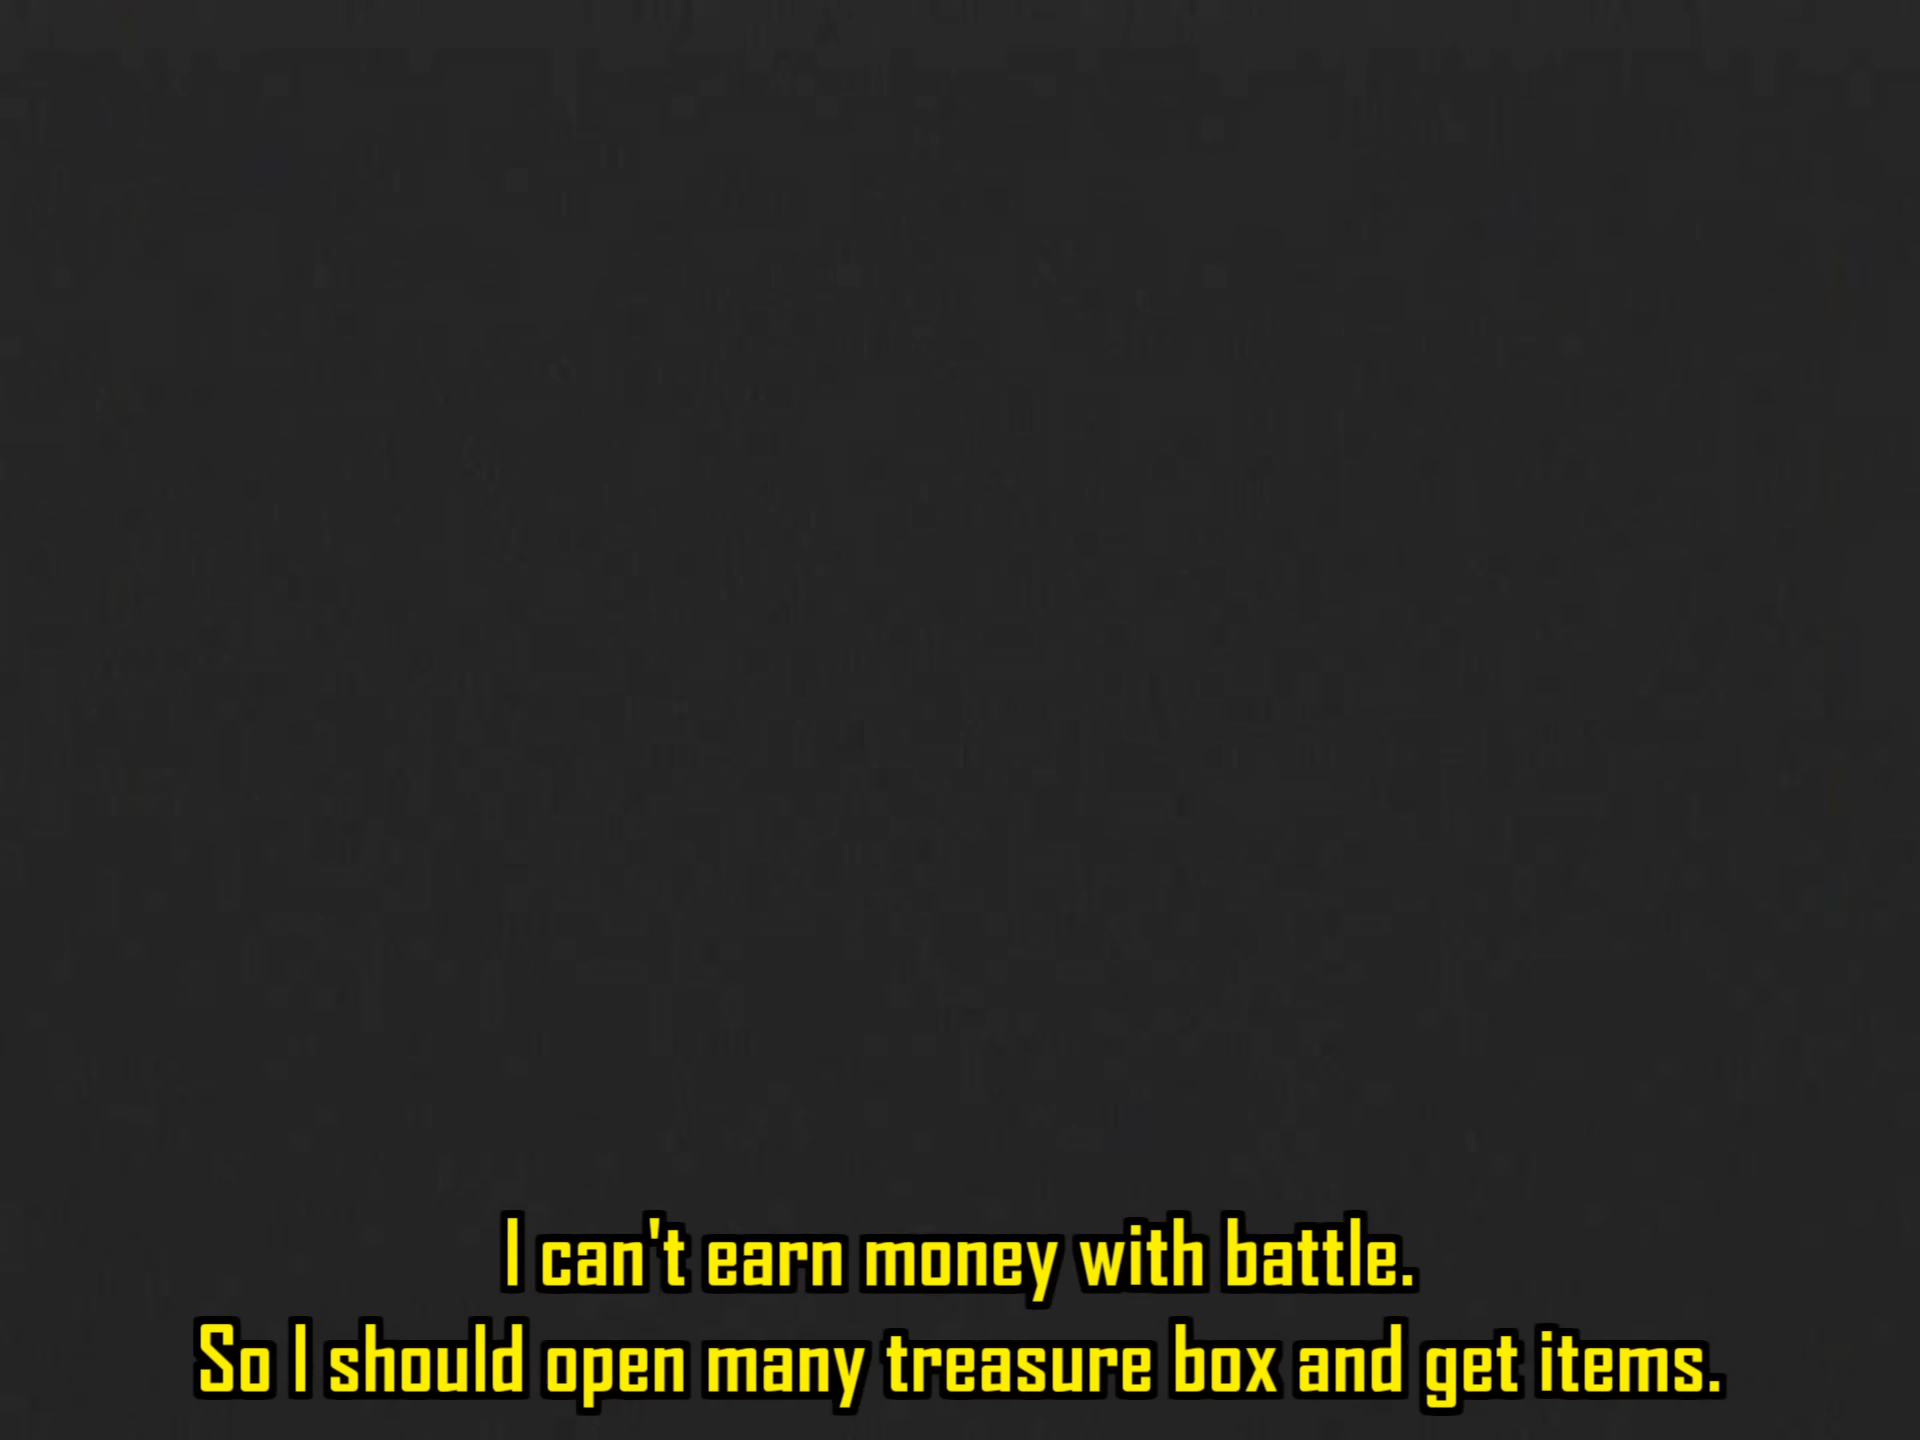 I can't earn money with battle.
So I should open many treasure box and get items.